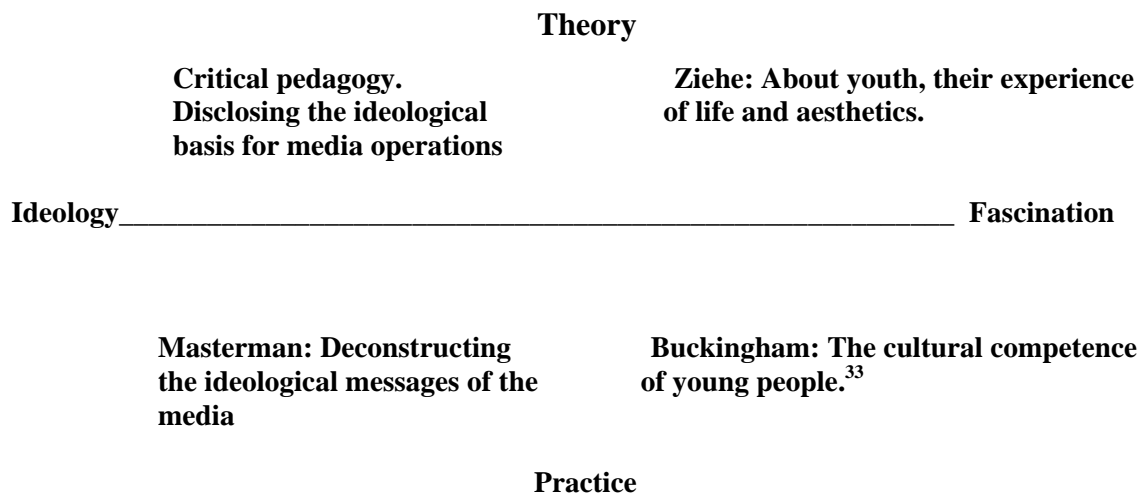 Theory
Critical pedagogy.
Disclosing the ideological
basis for media operations
Ziehe: About youth, their experience
of life and aesthetics.
Ideology_________________________________________________________ Fascination
Masterman: Deconstructing
the ideological messages of the
media
Buckingham: The cultural competence
of young people.33
Practice